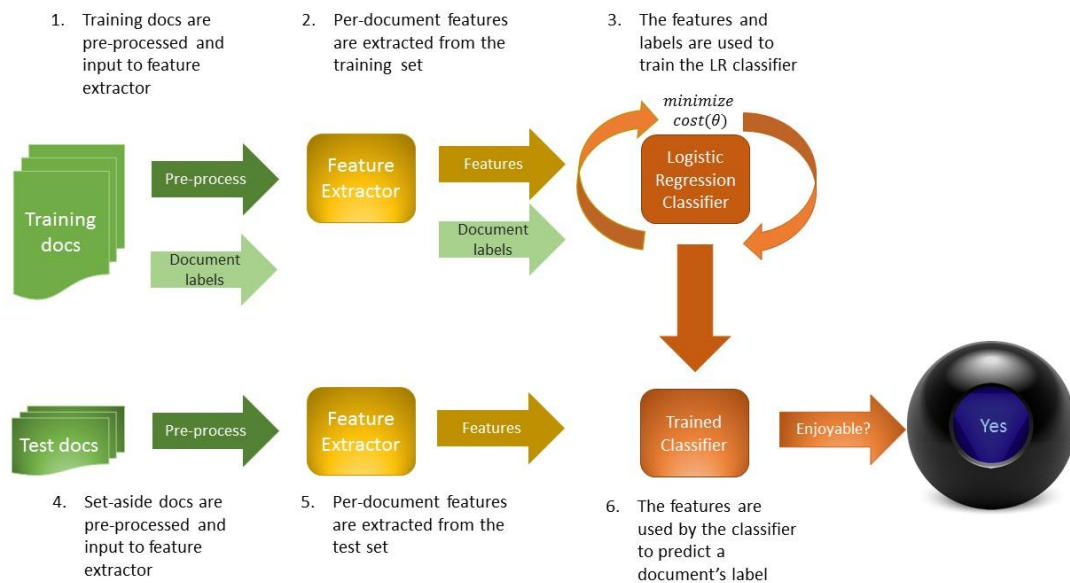 1. Training docs are
pre-processed and
input to feature
extractor
2. Per-document features
are extracted from the
training set
3. The features and
labels are used to
train the LR classifier
minimize
cost(θ)
Training
docs
Pre-process
Document
labels
Feature
Extractor
Features
Document
labels
Logistic
Regression
Classifier
Test docs
Pre-process
Feature
Extractor
Features
Trained
Classifier
Enjoyable?
Yes
4. Set-aside docs are
pre-processed and
input to feature
extractor
5. Per-document features
are extracted from the
test set
6. The features are
used by the classifier
to predict a
document's label